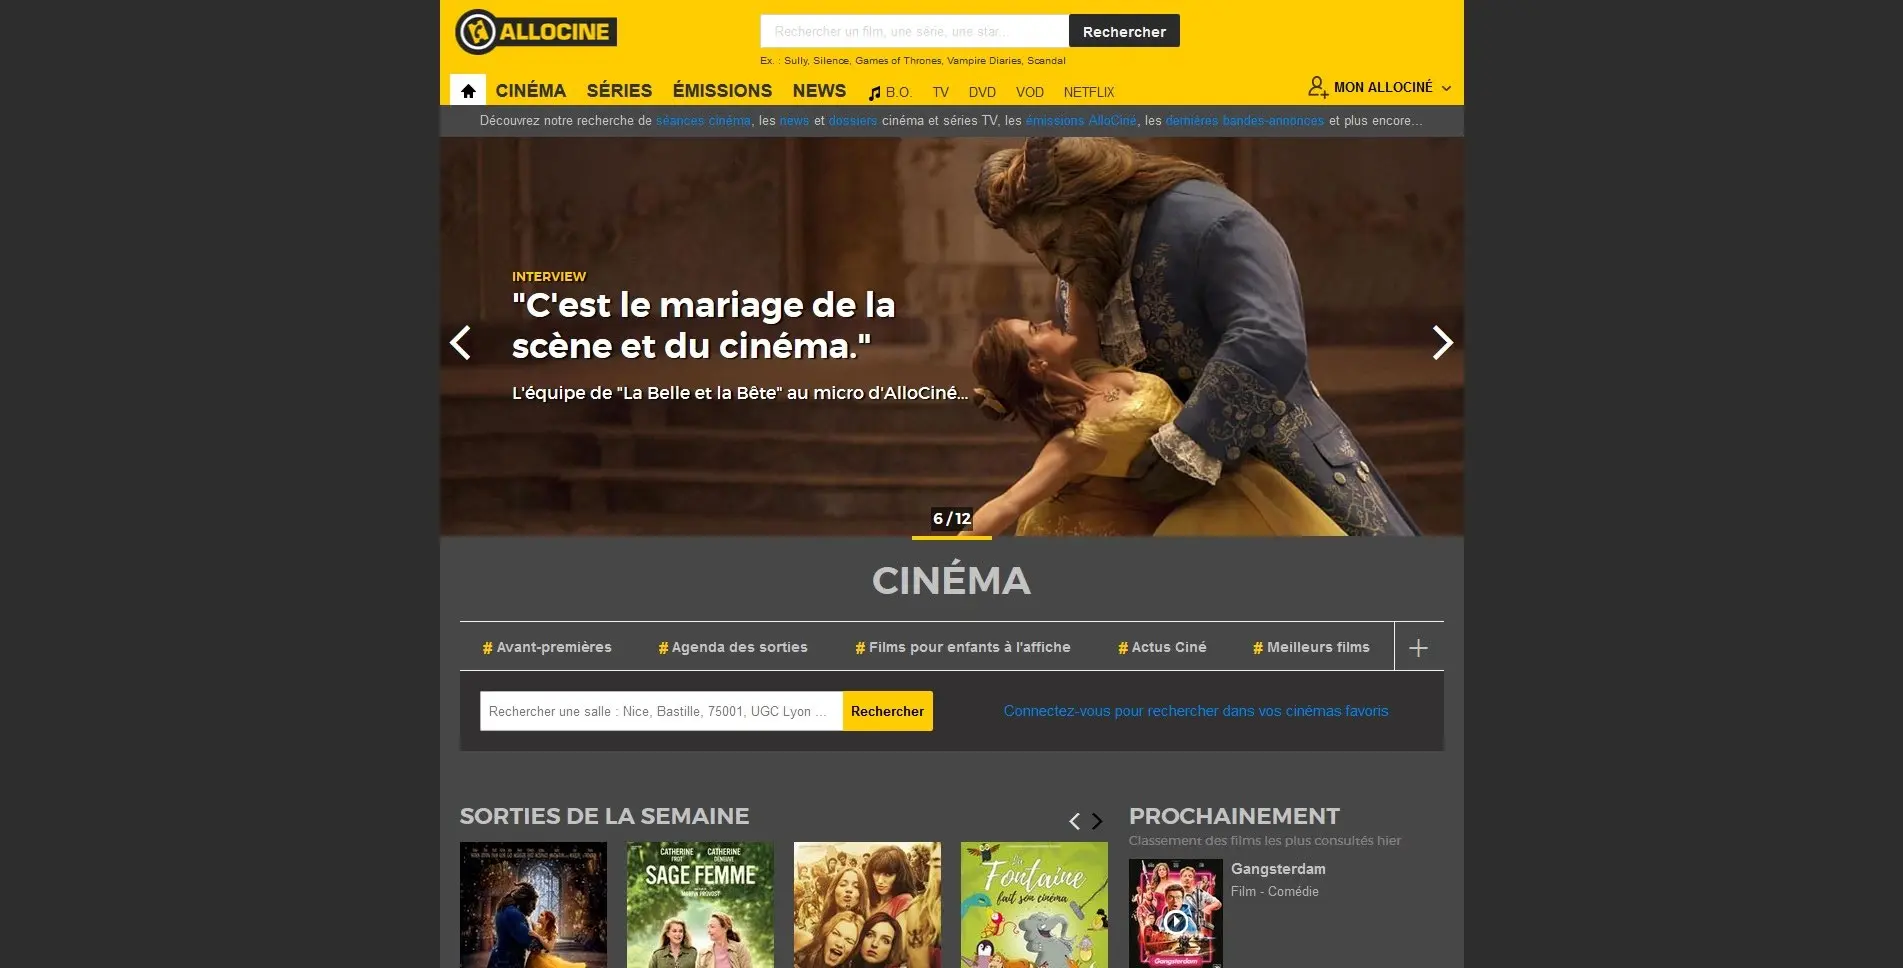 ALLOCINE
Rechercher un film, une série, une star...
Rechercher
Ex. : Sully, Silence, Games of Thrones, Vampire Diaries, Scandal
CINÉMA SÉRIES ÉMISSIONS NEWS B.O. TV DVD VOD NETFLIX
MON ALLOCINÉ
Découvrez notre recherche de séances cinéma, les news et dossiers cinéma et séries TV, les émissions AlloCiné, les dernières bandes-annonces et plus encore...
INTERVIEW
"C'est le mariage de la
scène et du cinéma."
L'équipe de "La Belle et la Bête" au micro d'AlloCiné...
6 / 12
CINÉMA
# Avant-premières # Agenda des sorties # Films pour enfants à l'affiche # Actus Ciné # Meilleurs films
Rechercher une salle : Nice, Bastille, 75001, UGC Lyon ...
Rechercher
Connectez-vous pour rechercher dans vos cinémas favoris
SORTIES DE LA SEMAINE
CATHERINE FROT CATHERINE DENEUVE
SAGE FEMME
MARTIN PROVOST
La
Fontaine
fait son cinéma
PROCHAINEMENT
Classement des films les plus consultés hier
Gangsterdam
Film - Comédie
Gangsterdam